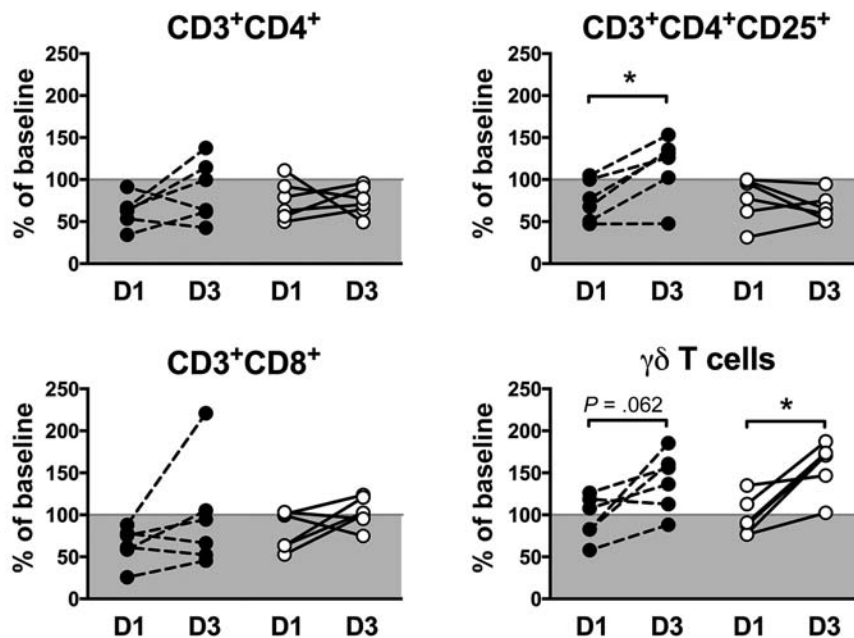 CD3⁺CD4⁺
% of baseline
250
200
150
100
50
0
D1 D3 D1 D3
CD3⁺CD4⁺CD25⁺
*
% of baseline
250
200
150
100
50
0
D1 D3 D1 D3
CD3⁺CD8⁺
% of baseline
250
200
150
100
50
0
D1 D3 D1 D3
γδ T cells
P = .062
*
% of baseline
250
200
150
100
50
0
D1 D3 D1 D3